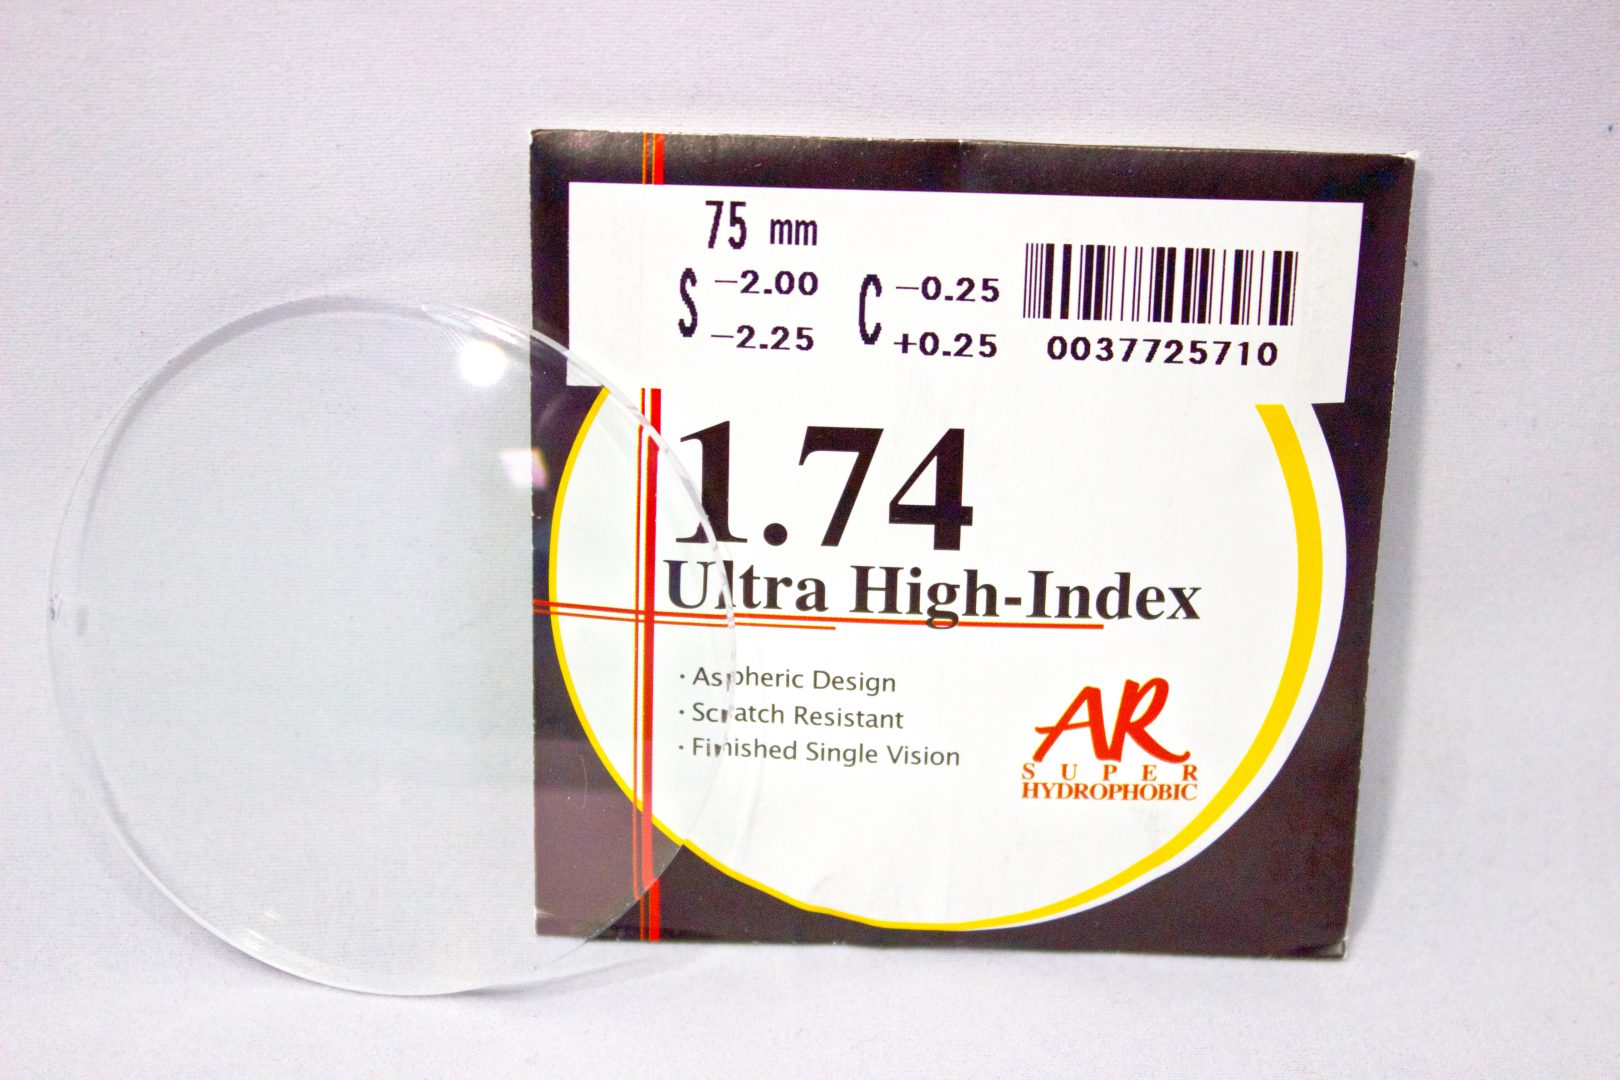 75 mm
S -2.00 C -0.25
-2.25 +0.25
0037725710
1.74
Ultra High-Index
· Aspheric Design
· Scratch Resistant
· Finished Single Vision
AR
SUPER
HYDROPHOBIC